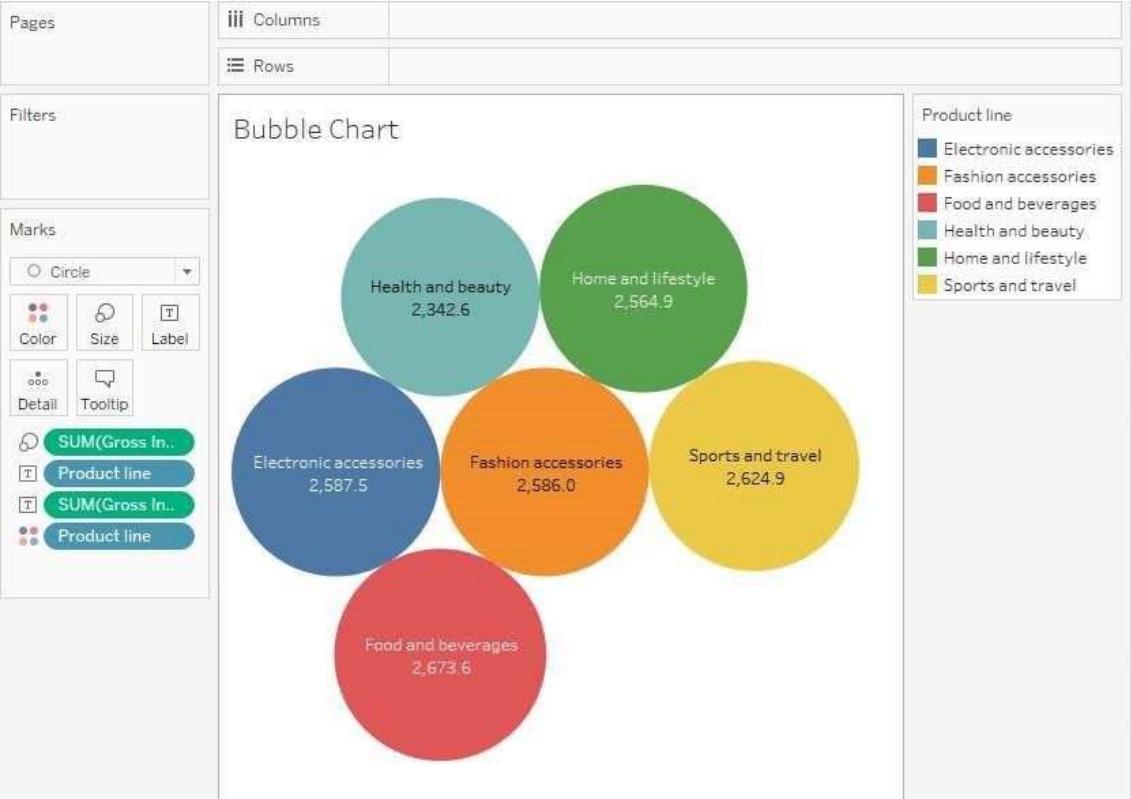 Pages
Columns
Rows
Filters
Marks
Circle
Color
Size
T
Label
Detail
Tooltip
SUM(Gross In..
T
Product line
T
SUM(Gross In..
Product line
Bubble Chart
Health and beauty
2,342.6
Home and lifestyle
2,564.9
Electronic accessories
2,587.5
Fashion accessories
2,586.0
Sports and travel
2,624.9
Food and beverages
2,673.6
Product line
Electronic accessories
Fashion accessories
Food and beverages
Health and beauty
Home and lifestyle
Sports and travel